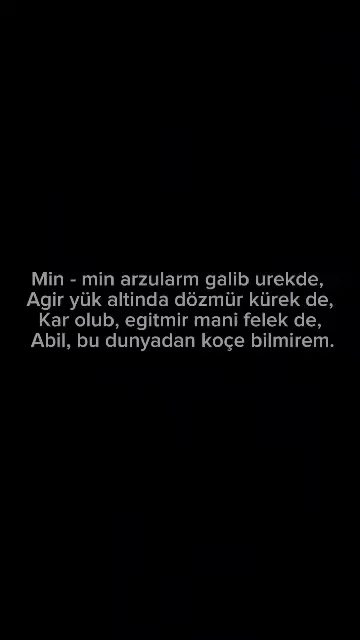 Min - min arzularm galib urekde,
Agir yük altinda dözmür kürek de,
Kar olub, egitmir mani felek de,
Abil, bu dunyadan koçe bilmirem.